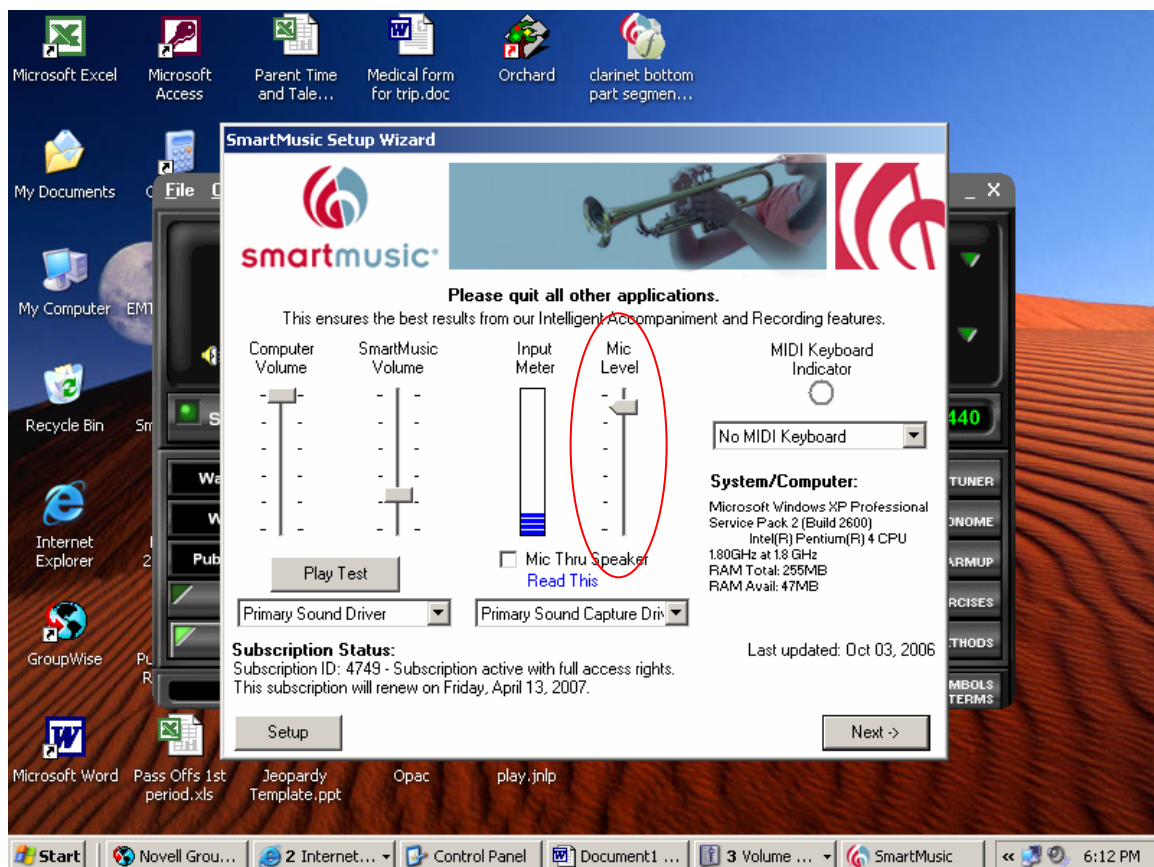 Microsoft Excel
Microsoft
Access
Parent Time
and Tale...
Medical form
for trip.doc
Orchard
clarinet bottom
part segmen...
My Documents
My Computer
EMT
Recycle Bin
Sm
Internet
Explorer
2
GroupWise
Pu
R
Microsoft Word
Pass Offs 1st
period.xls
Jeopardy
Template.ppt
Opac
play.jnlp
File
S
440
Wa
W
Pub
TUNER
ONOME
ARMUP
RCISES
THODS
MBOLS
TERMS
SmartMusic Setup Wizard
smartmusic
Please quit all other applications.
This ensures the best results from our Intelligent Accompaniment and Recording features.
Computer
Volume
SmartMusic
Volume
Input
Meter
Mic
Level
MIDI Keyboard
Indicator
No MIDI Keyboard
System/Computer:
Microsoft Windows XP Professional
Service Pack 2 (Build 2600)
Intel(R) Pentium(R) 4 CPU
1.80GHz at 1.8 GHz
RAM Total: 255MB
RAM Avail: 47MB
Play Test
Mic Thru Speaker
Read This
Primary Sound Driver
Primary Sound Capture Driv
Subscription Status:
Subscription ID: 4749 - Subscription active with full access rights.
This subscription will renew on Friday, April 13, 2007.
Last updated: Oct 03, 2006
Setup
Next ->
Start
Novell Grou...
2 Internet...
Control Panel
Document1 ...
3 Volume ...
SmartMusic
«
6:12 PM